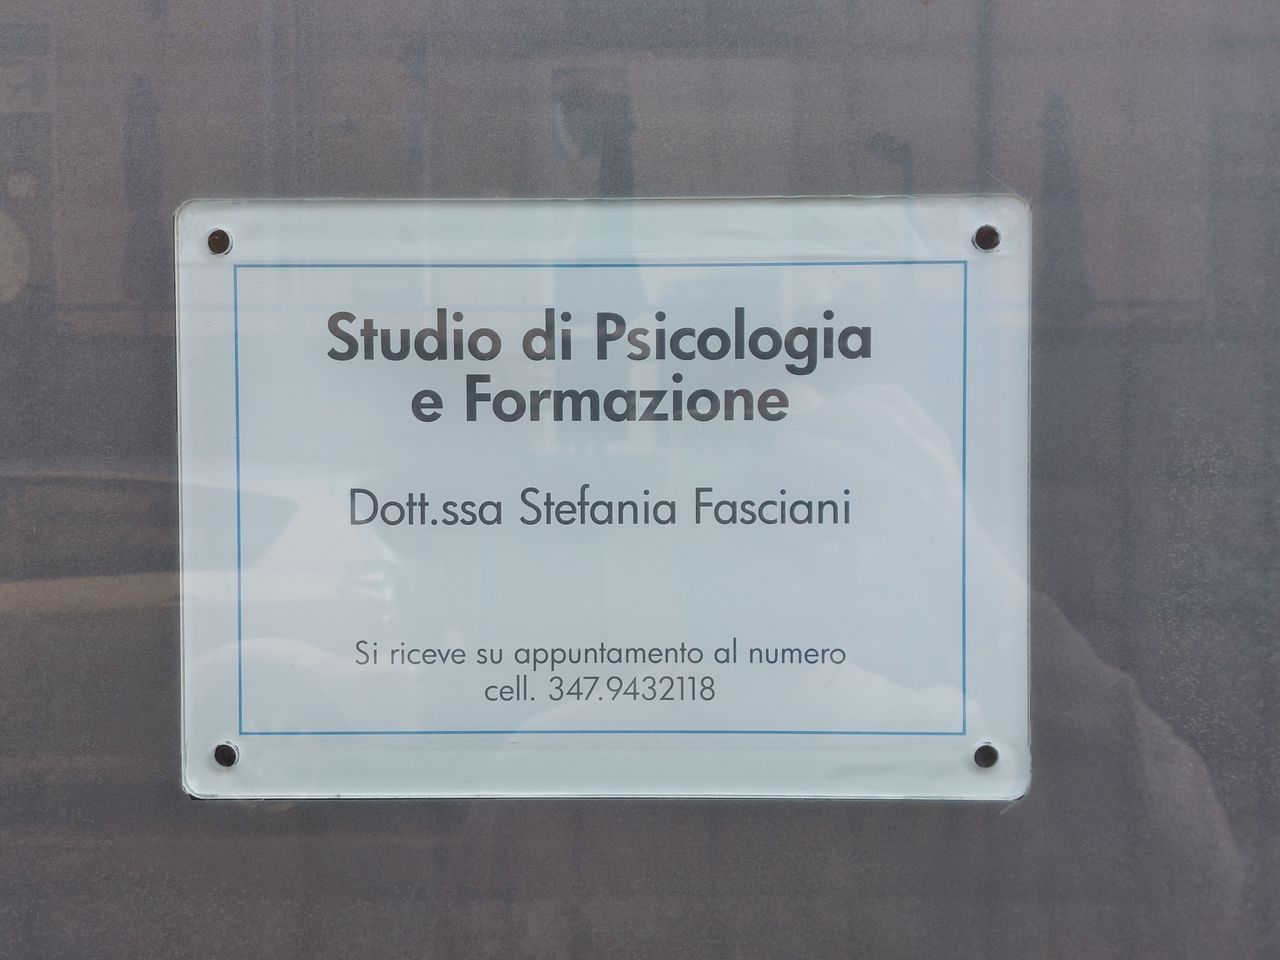 Studio di Psicologia
e Formazione
Dott.ssa Stefania Fasciani
Si riceve su appuntamento al numero
cell. 347.9432118